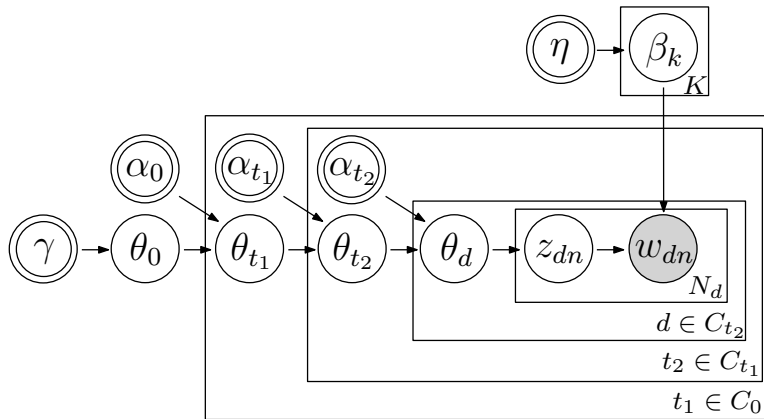 η β_k
K
α_0 α_{t_1} α_{t_2}
γ θ_0 θ_{t_1} θ_{t_2} θ_d z_{dn} w_{dn}
N_d
d ∈ C_{t_2}
t_2 ∈ C_{t_1}
t_1 ∈ C_0